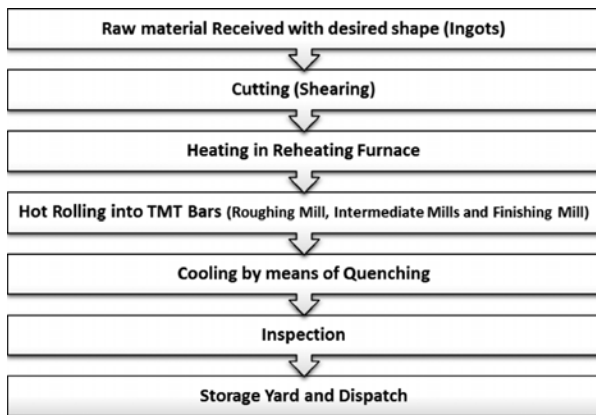 Raw material Received with desired shape (Ingots)
Cutting (Shearing)
Heating in Reheating Furnace
Hot Rolling into TMT Bars (Roughing Mill, Intermediate Mills and Finishing Mill)
Cooling by means of Quenching
Inspection
Storage Yard and Dispatch